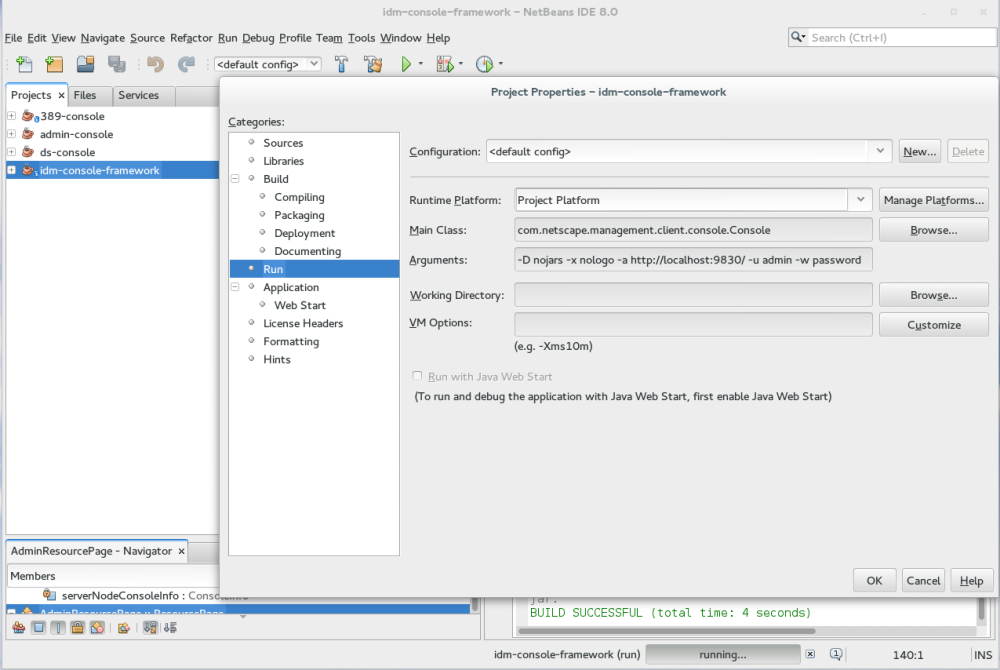 idm-console-framework - NetBeans IDE 8.0
File Edit View Navigate Source Refactor Run Debug Profile Team Tools Window Help
Search (Ctrl+I)
<default config>
Projects × Files Services
389-console
admin-console
ds-console
idm-console-framework
Project Properties - idm-console-framework
Categories:
Sources
Libraries
Build
Compiling
Packaging
Deployment
Documenting
Run
Application
Web Start
License Headers
Formatting
Hints
Configuration: <default config> New... Delete
Runtime Platform: Project Platform Manage Platforms...
Main Class: com.netscape.management.client.console.Console Browse...
Arguments: -D nojars -x nologo -a http://localhost:9830/ -u admin -w password
Working Directory: Browse...
VM Options: Customize
(e.g. -Xms10m)
Run with Java Web Start
(To run and debug the application with Java Web Start, first enable Java Web Start)
OK Cancel Help
AdminResourcePage - Navigator ×
Members
serverNodeConsoleInfo : ConsoleInfo
AdminResourcePage :: ResourcePage
jar:
BUILD SUCCESSFUL (total time: 4 seconds)
idm-console-framework (run) running... 1 140:1 INS